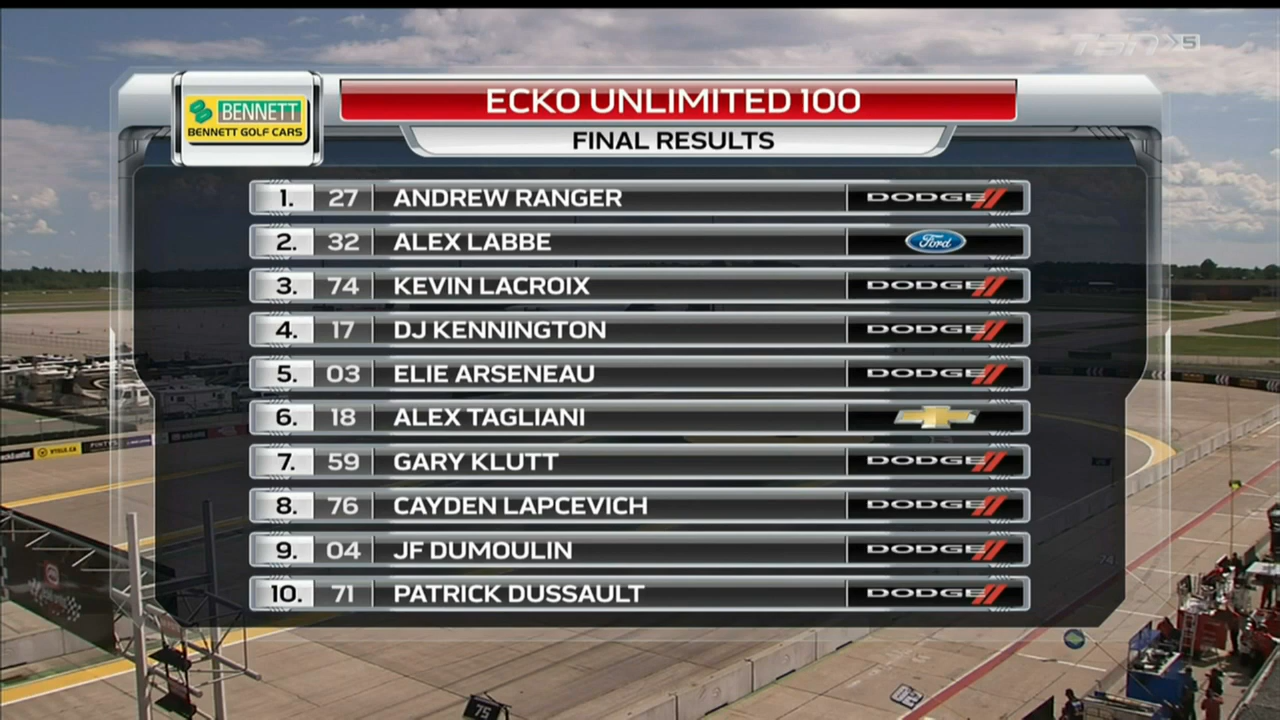 TSN 5
BENNETT
BENNETT GOLF CARS
ECKO UNLIMITED 100
FINAL RESULTS
1. 27 ANDREW RANGER DODGE
2. 32 ALEX LABBE Ford
3. 74 KEVIN LACROIX DODGE
4. 17 DJ KENNINGTON DODGE
5. 03 ELIE ARSENEAU DODGE
6. 18 ALEX TAGLIANI
7. 59 GARY KLUTT DODGE
8. 76 CAYDEN LAPCEVICH DODGE
9. 04 JF DUMOULIN DODGE
10. 71 PATRICK DUSSAULT DODGE
75
02